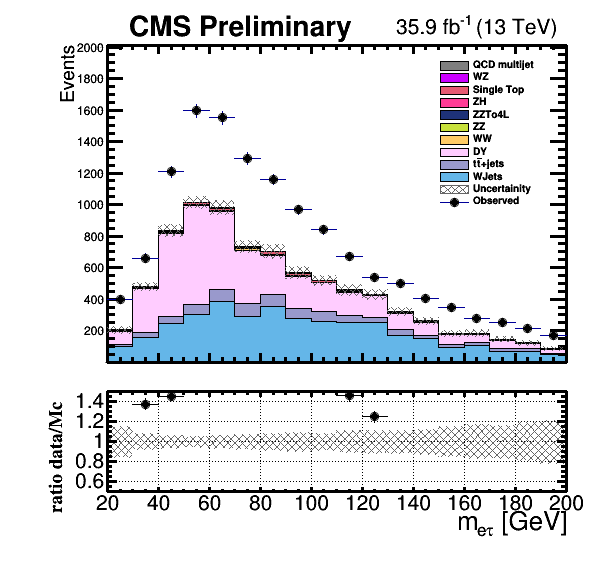 CMS Preliminary 35.9 fb⁻¹ (13 TeV)
Events
2000
1800
1600
1400
1200
1000
800
600
400
200
QCD multijet
WZ
Single Top
ZH
ZZTo4L
ZZ
WW
DY
tt̄+jets
WJets
Uncertainity
Observed
ratio data/Mc
1.4
1.2
1
0.8
0.6
20 40 60 80 100 120 140 160 180 200
m_eτ [GeV]